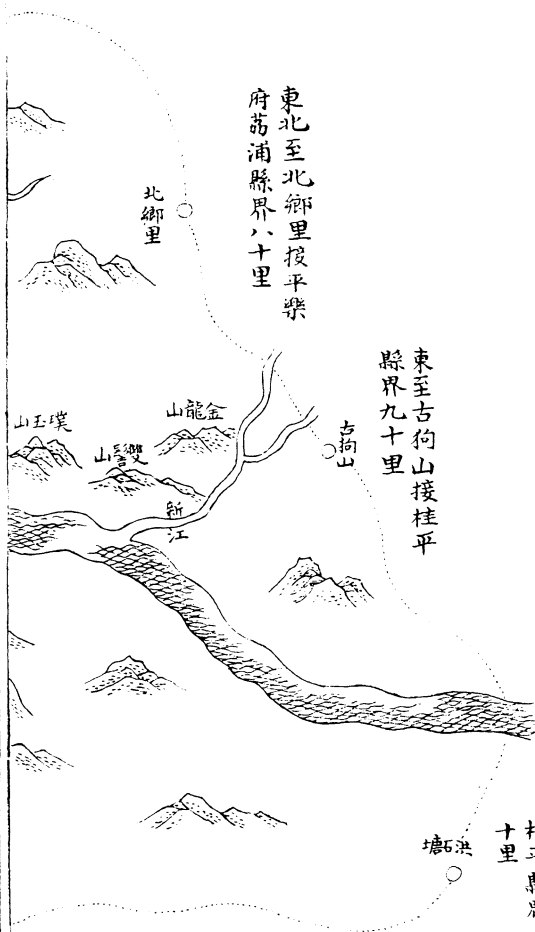 東北至北鄉里接平樂
府荔浦縣界八十里
北鄉里
東至古狗山接桂平
縣界九十里
古狗山
金龍山
雙髻山
璞玉山
新江
洪石塘
十里